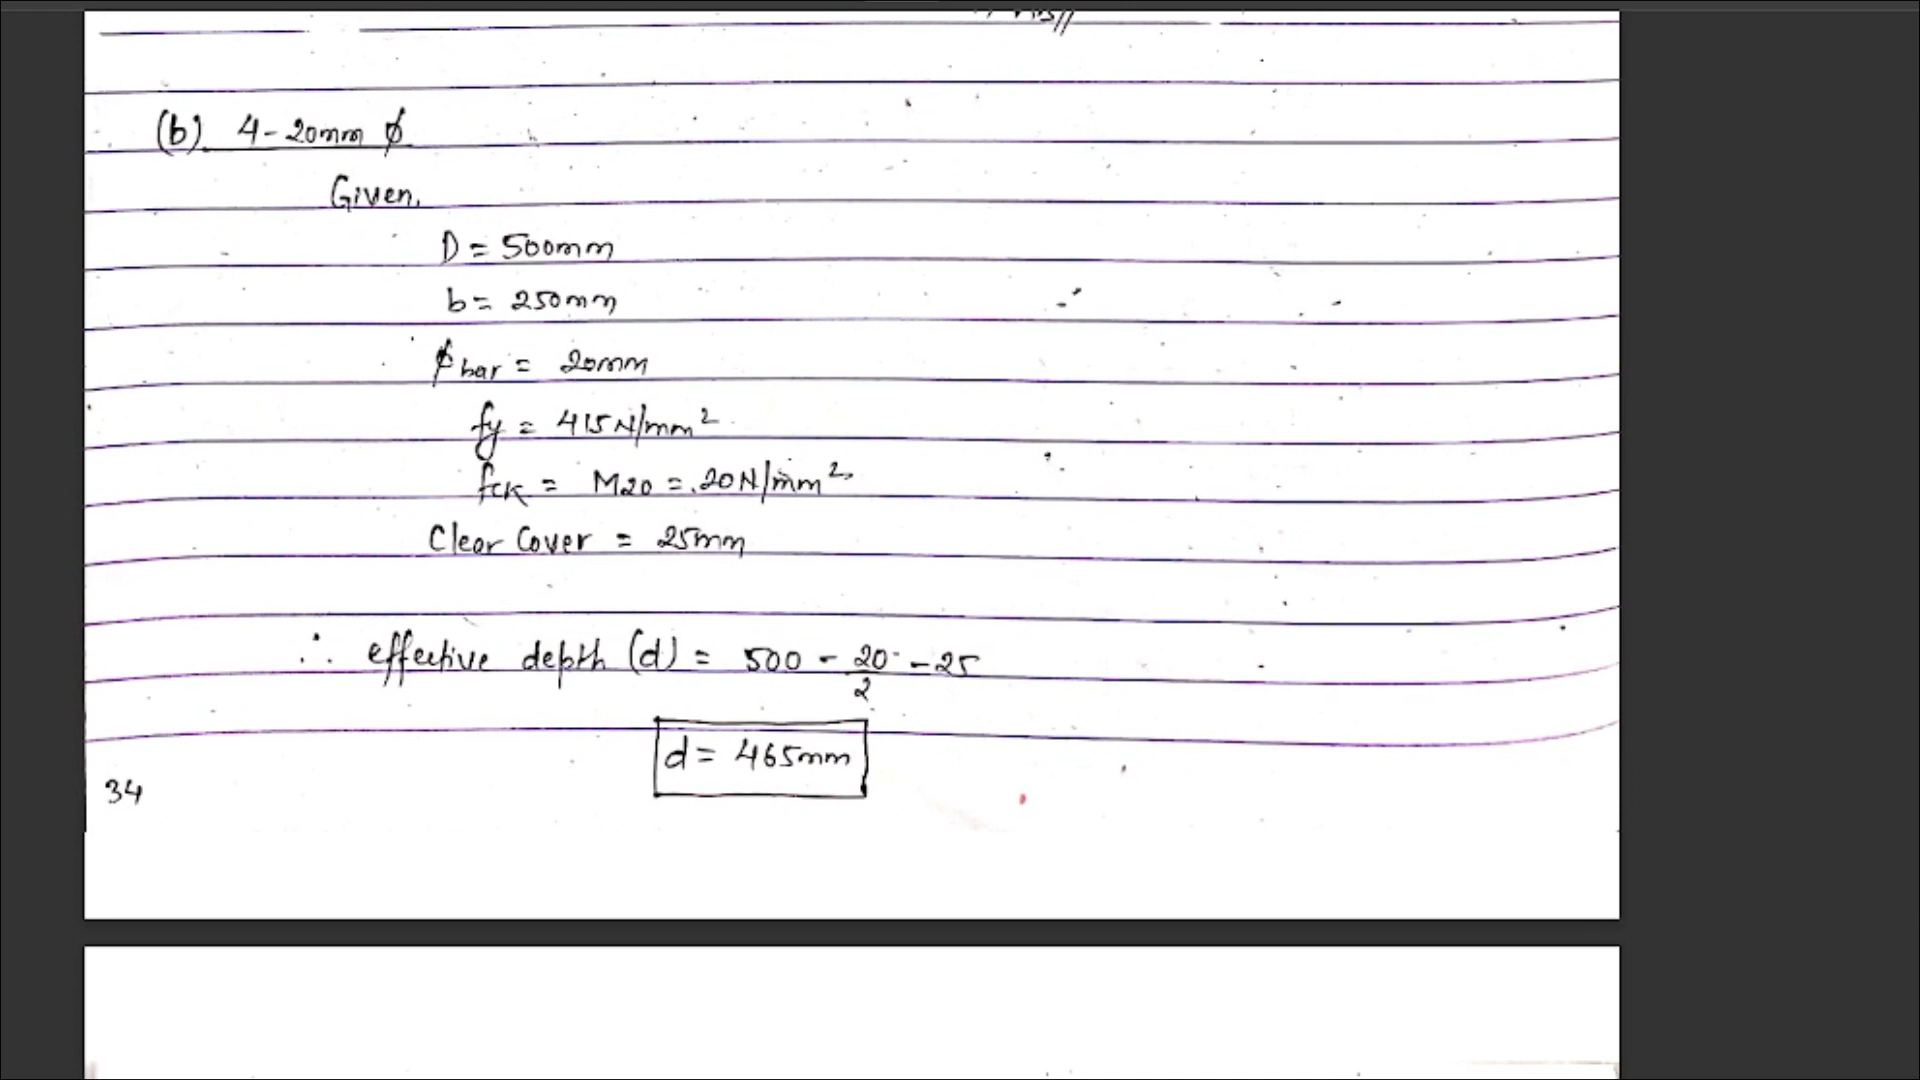 (b) 4-20mm ϕ
Given,
D = 500mm
b = 250mm
ϕbar = 20mm
fy = 415N/mm²
fck = M20 = 20N/mm²
Clear Cover = 25mm
∴ effective depth (d) = 500 - 20/2 - 25
d = 465mm
34